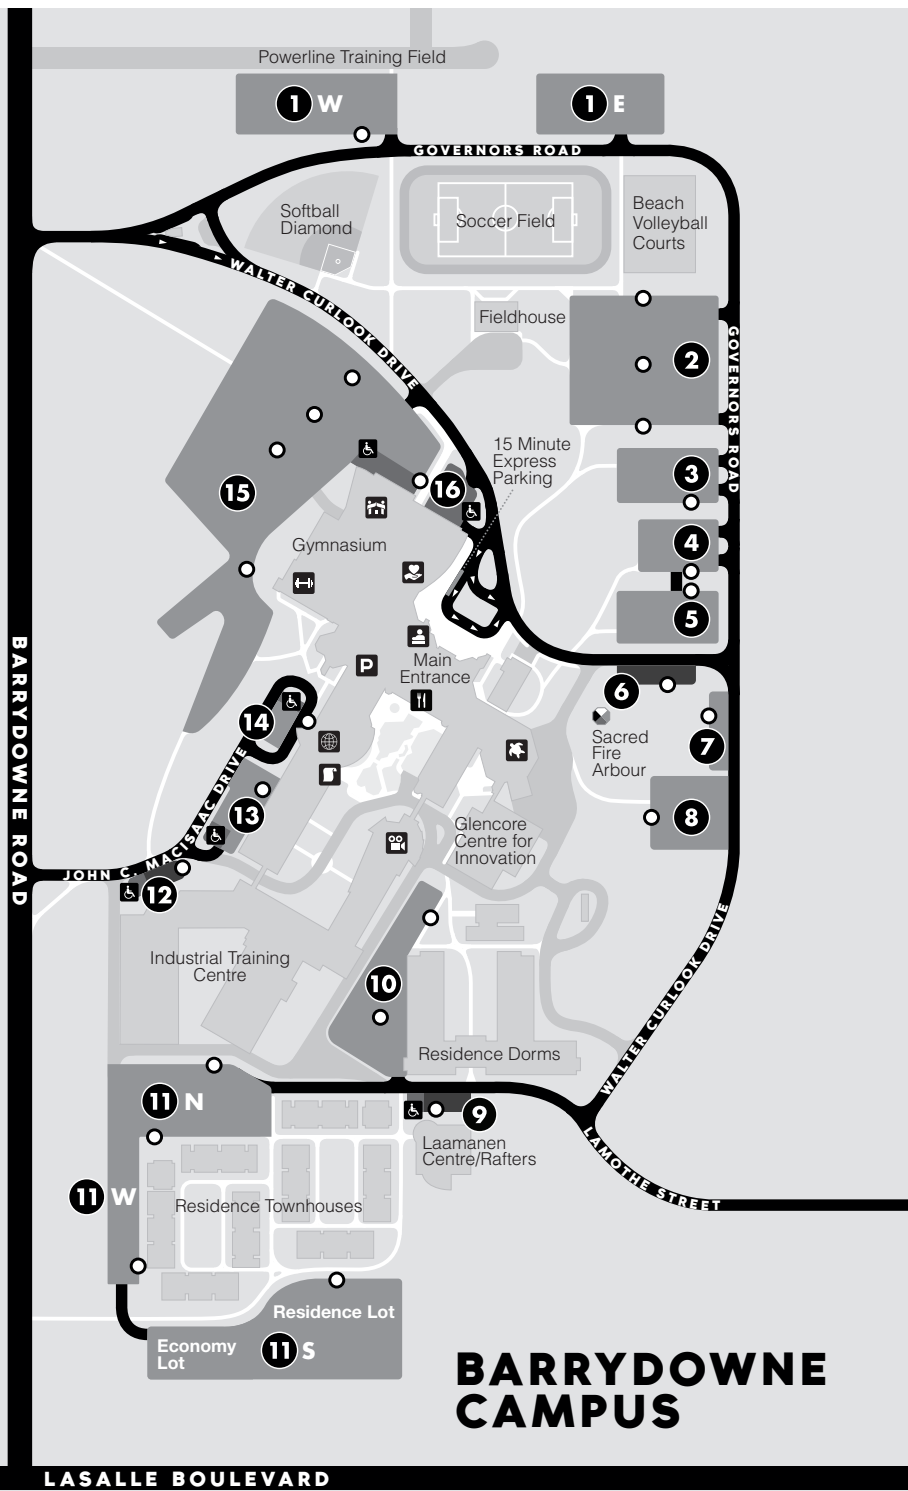 Powerline Training Field
1 W
1 E
GOVERNORS ROAD
Softball
Diamond
Soccer Field
Beach
Volleyball
Courts
WALTER CURLOOK DRIVE
Fieldhouse
2
GOVERNORS ROAD
15 Minute
Express
Parking
3
15
16
4
Gymnasium
5
BARRYDOWNE ROAD
P
Main
Entrance
6
14
7
Sacred
Fire
Arbour
13
8
Glencore
Centre for
Innovation
JOHN C. MACISAAC DRIVE
12
WALTER CURLOOK DRIVE
Industrial Training
Centre
10
Residence Dorms
11 N
9
Laamanen
Centre/Rafters
LAMOTHE STREET
11 W
Residence Townhouses
Residence Lot
Economy
Lot
11 S
BARRYDOWNE
CAMPUS
LASALLE BOULEVARD